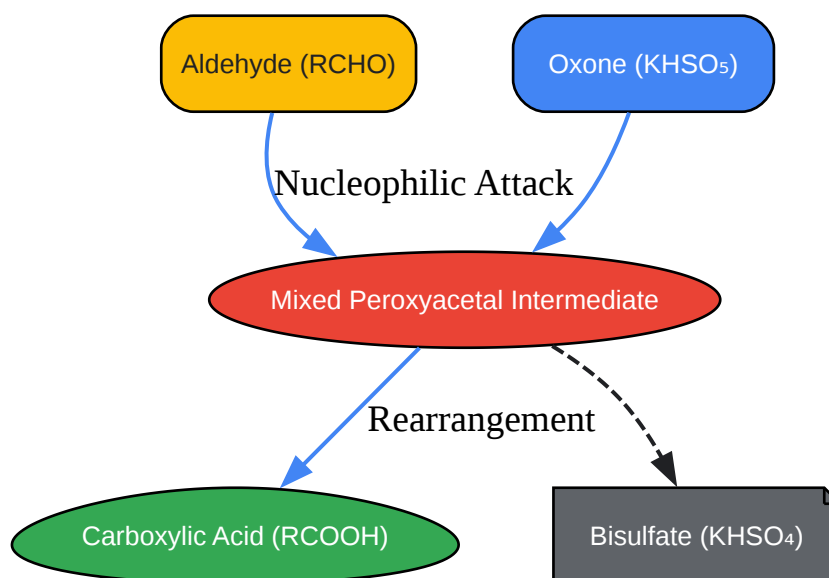 Aldehyde (RCHO)
Oxone (KHSO₅)
Nucleophilic Attack
Mixed Peroxyacetal Intermediate
Rearrangement
Carboxylic Acid (RCOOH)
Bisulfate (KHSO₄)